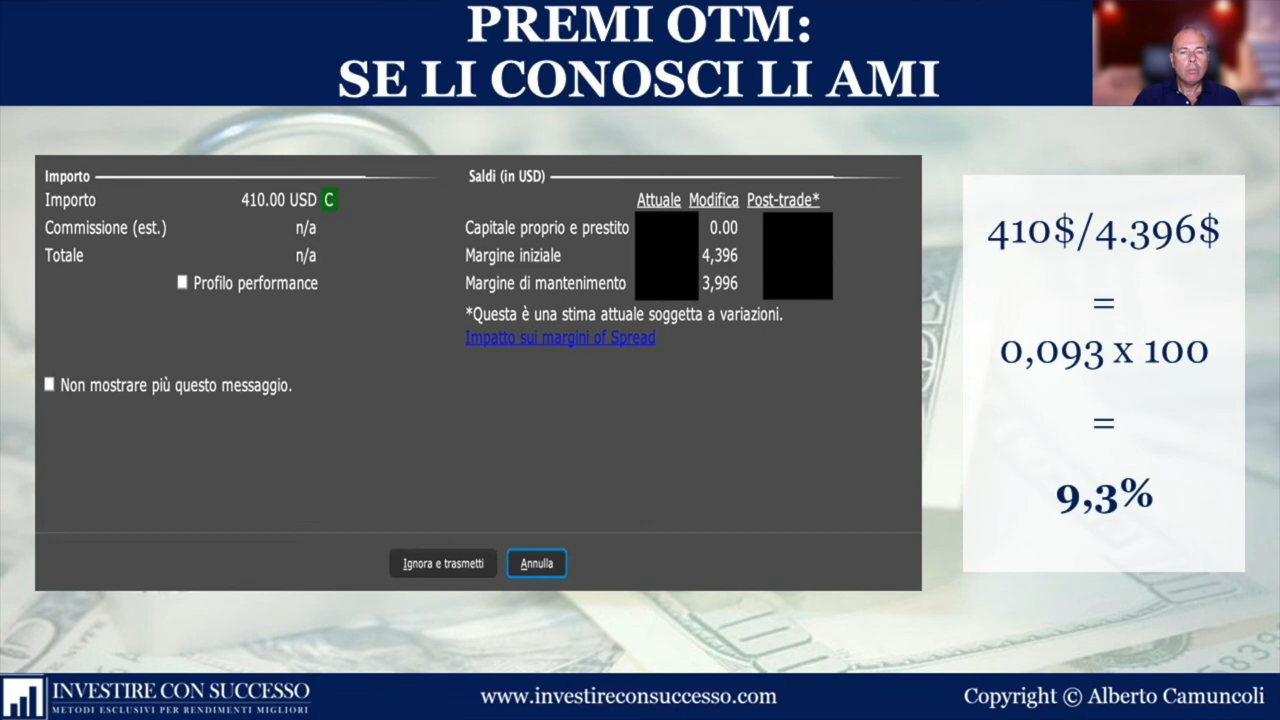 PREMI OTM:
SE LI CONOSCI LI AMI
Importo
Importo 410.00 USD C
Commissione (est.) n/a
Totale n/a
Profilo performance
Non mostrare più questo messaggio.
Saldi (in USD)
Attuale Modifica Post-trade*
Capitale proprio e prestito 0.00
Margine iniziale 4,396
Margine di mantenimento 3,996
*Questa è una stima attuale soggetta a variazioni.
Impatto sui margini of Spread
Ignora e trasmetti Annulla
410$/4.396$
=
0,093 x 100
=
9,3%
INVESTIRE CON SUCCESSO
METODI ESCLUSIVI PER RENDIMENTI MIGLIORI
www.investireconsuccesso.com
Copyright © Alberto Camuncoli